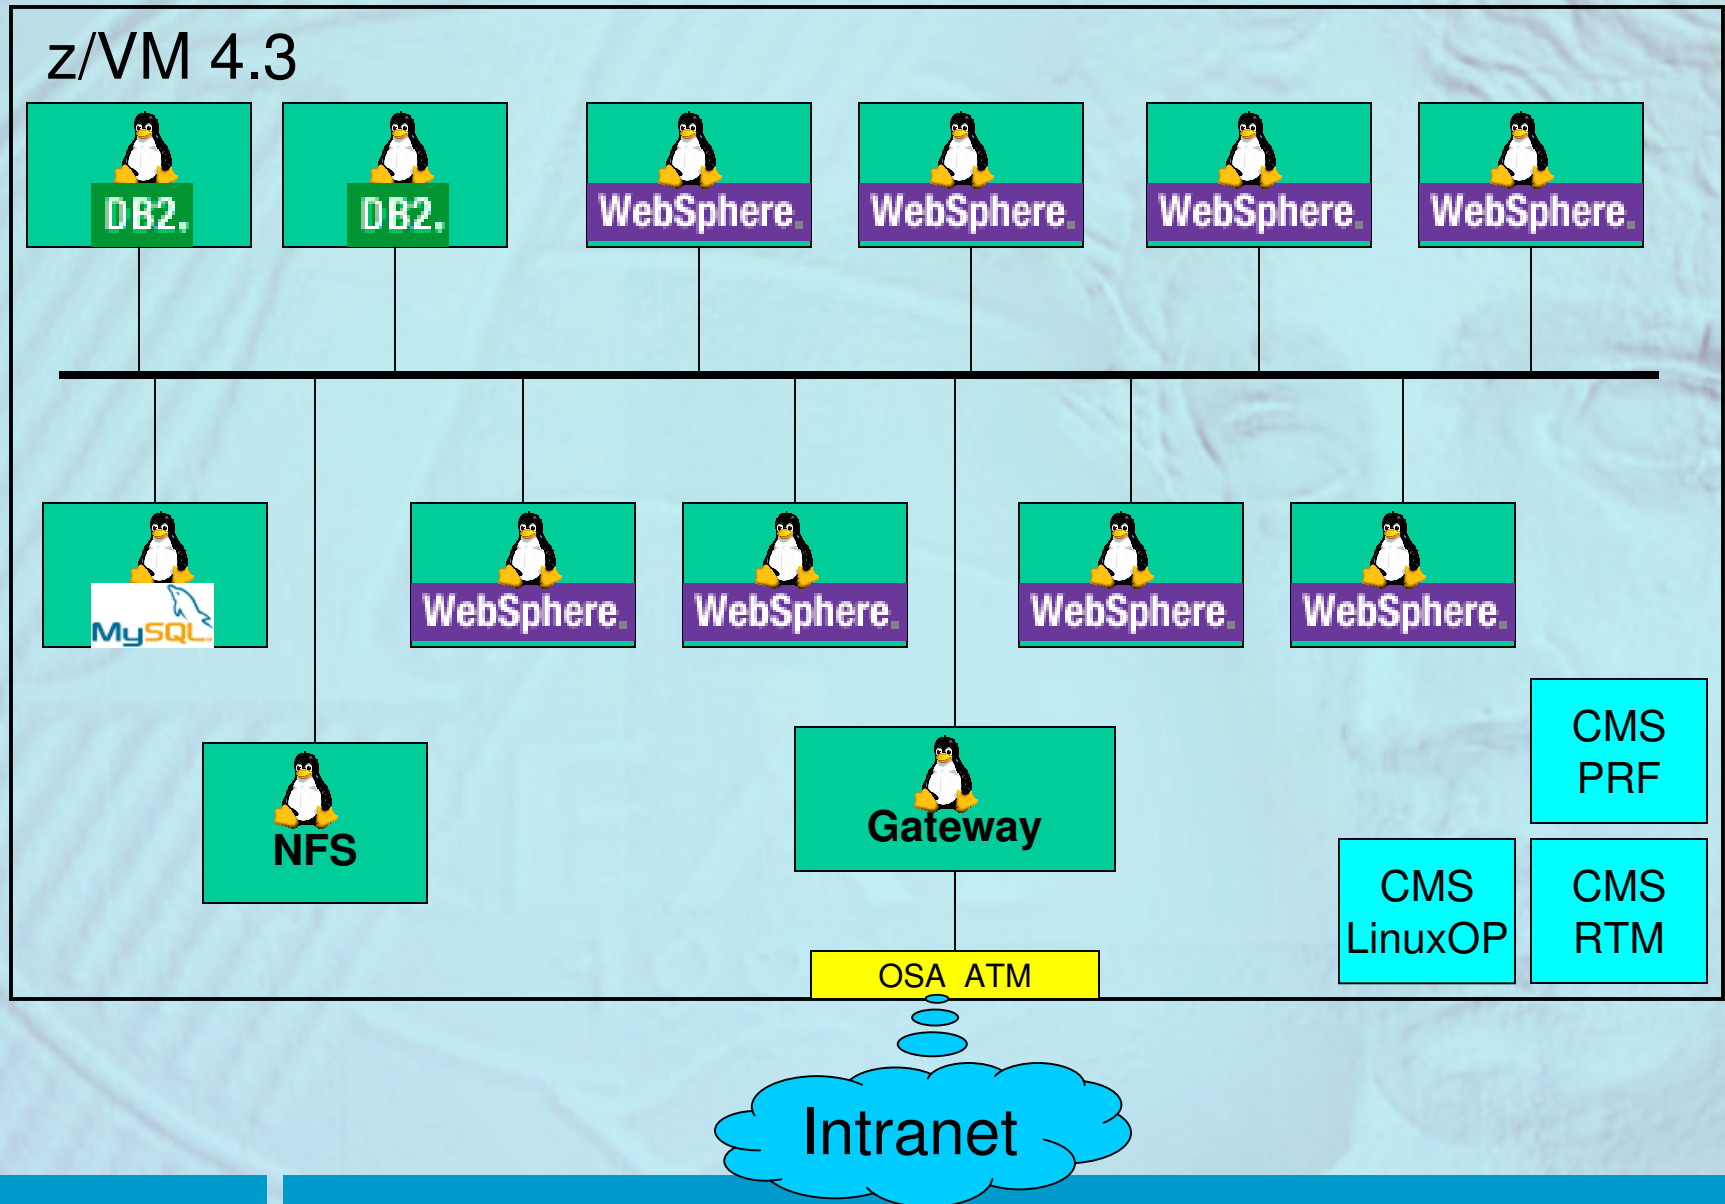 z/VM 4.3
DB2.
DB2.
WebSphere.
WebSphere.
WebSphere.
WebSphere.
MySQL
WebSphere.
WebSphere.
WebSphere.
WebSphere.
NFS
Gateway
CMS
PRF
CMS
LinuxOP
CMS
RTM
OSA ATM
Intranet